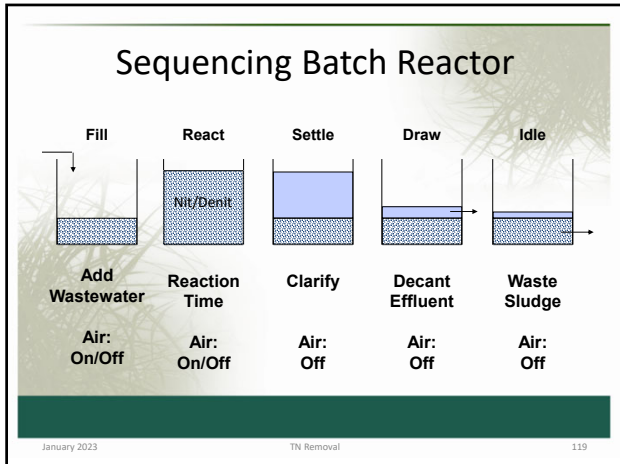 Sequencing Batch Reactor
Fill
React
Settle
Draw
Idle
Nit/Denit
Add
Wastewater
Reaction
Time
Clarify
Decant
Effluent
Waste
Sludge
Air:
On/Off
Air:
On/Off
Air:
Off
Air:
Off
Air:
Off
January 2023
TN Removal
119